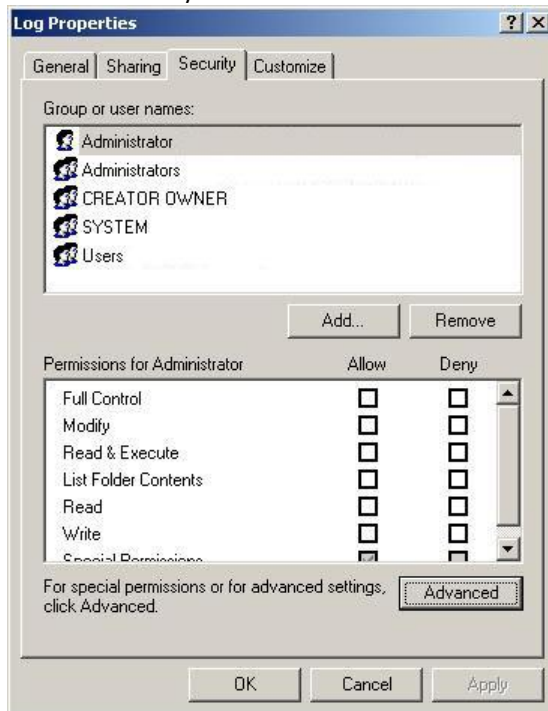 Log Properties
General Sharing Security Customize
Group or user names:
Administrator
Administrators
CREATOR OWNER
SYSTEM
Users
Add... Remove
Permissions for Administrator Allow Deny
Full Control
Modify
Read & Execute
List Folder Contents
Read
Write
Special Permissions
For special permissions or for advanced settings, click Advanced.
Advanced
OK Cancel Apply